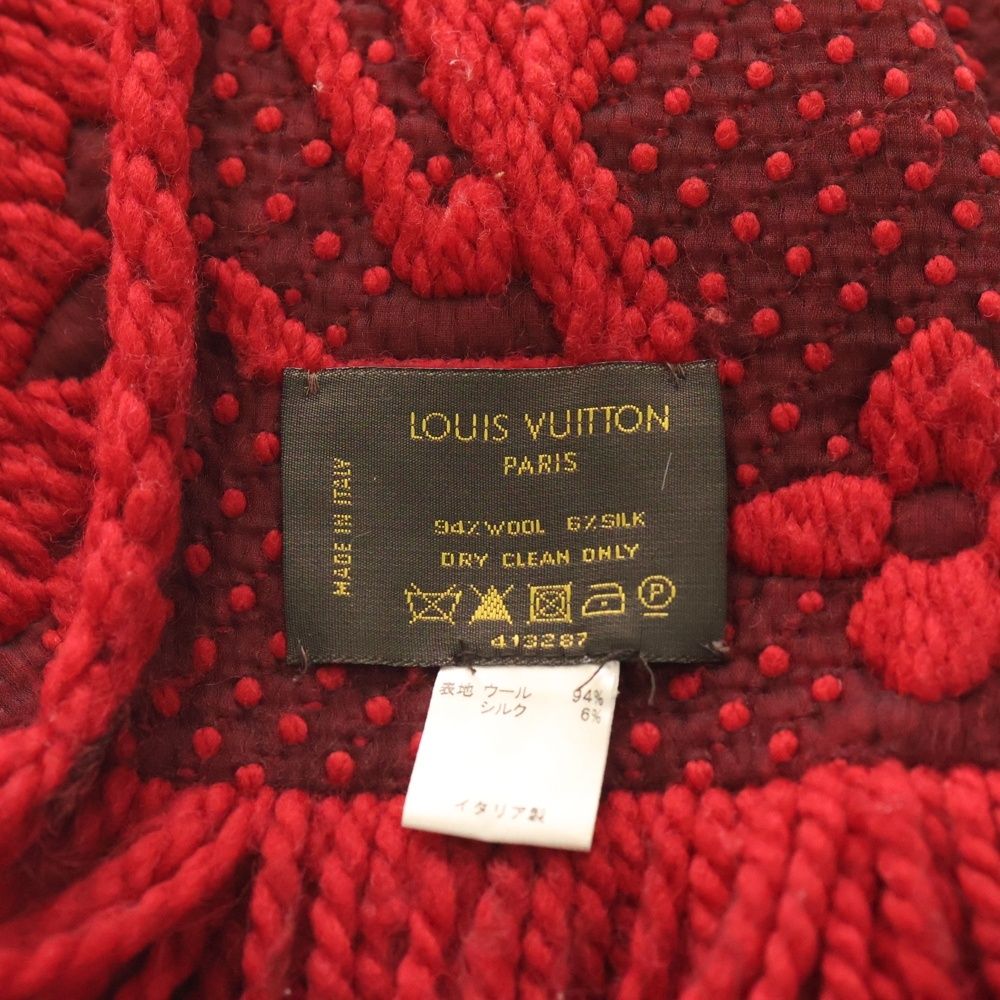 LOUIS VUITTON
PARIS
MADE IN ITALY
94% WOOL 6% SILK
DRY CLEAN ONLY
P
413287
表地 ウール 94%
シルク 6%
イタリア製